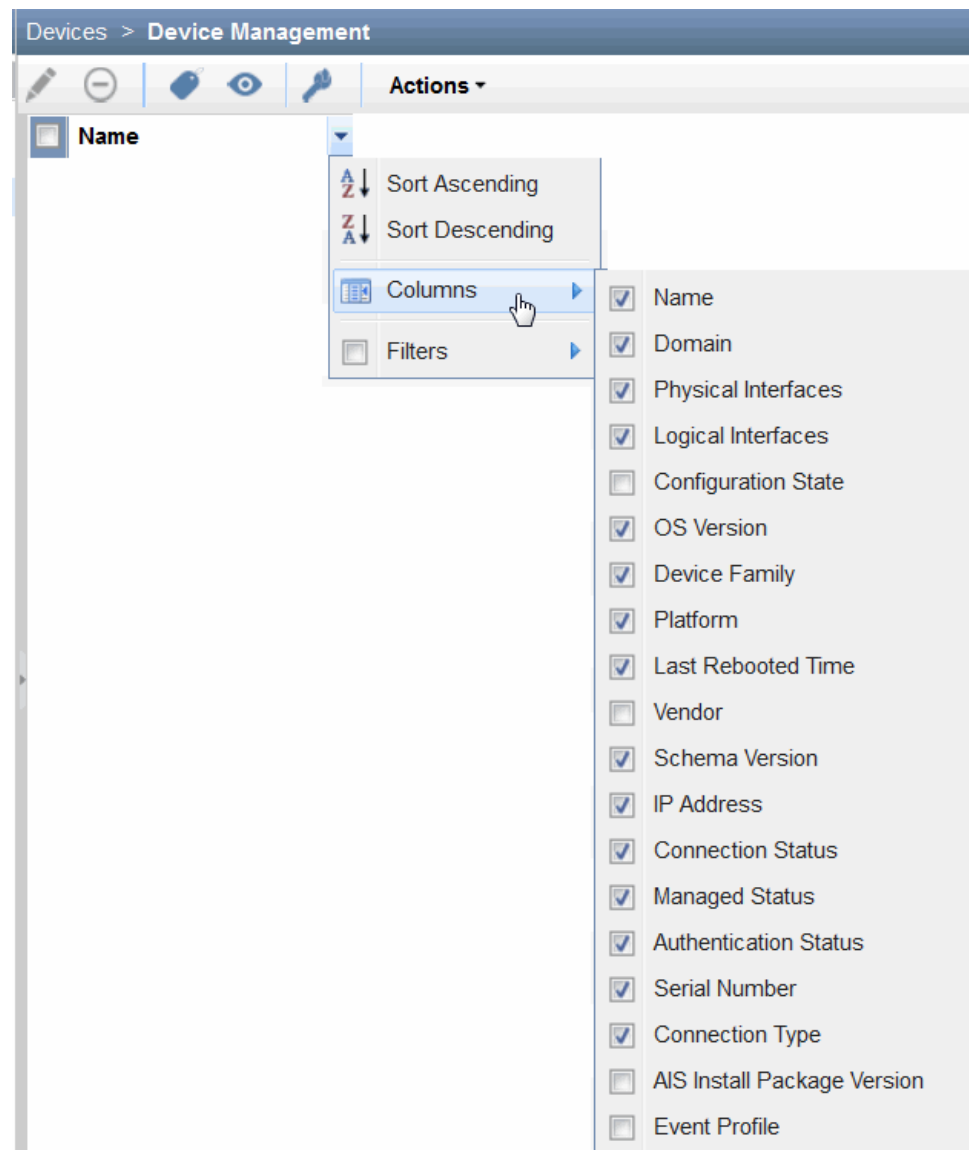 Devices > Device Management
Actions
Name
Sort Ascending
Sort Descending
Columns
Filters
Name
Domain
Physical Interfaces
Logical Interfaces
Configuration State
OS Version
Device Family
Platform
Last Rebooted Time
Vendor
Schema Version
IP Address
Connection Status
Managed Status
Authentication Status
Serial Number
Connection Type
AIS Install Package Version
Event Profile